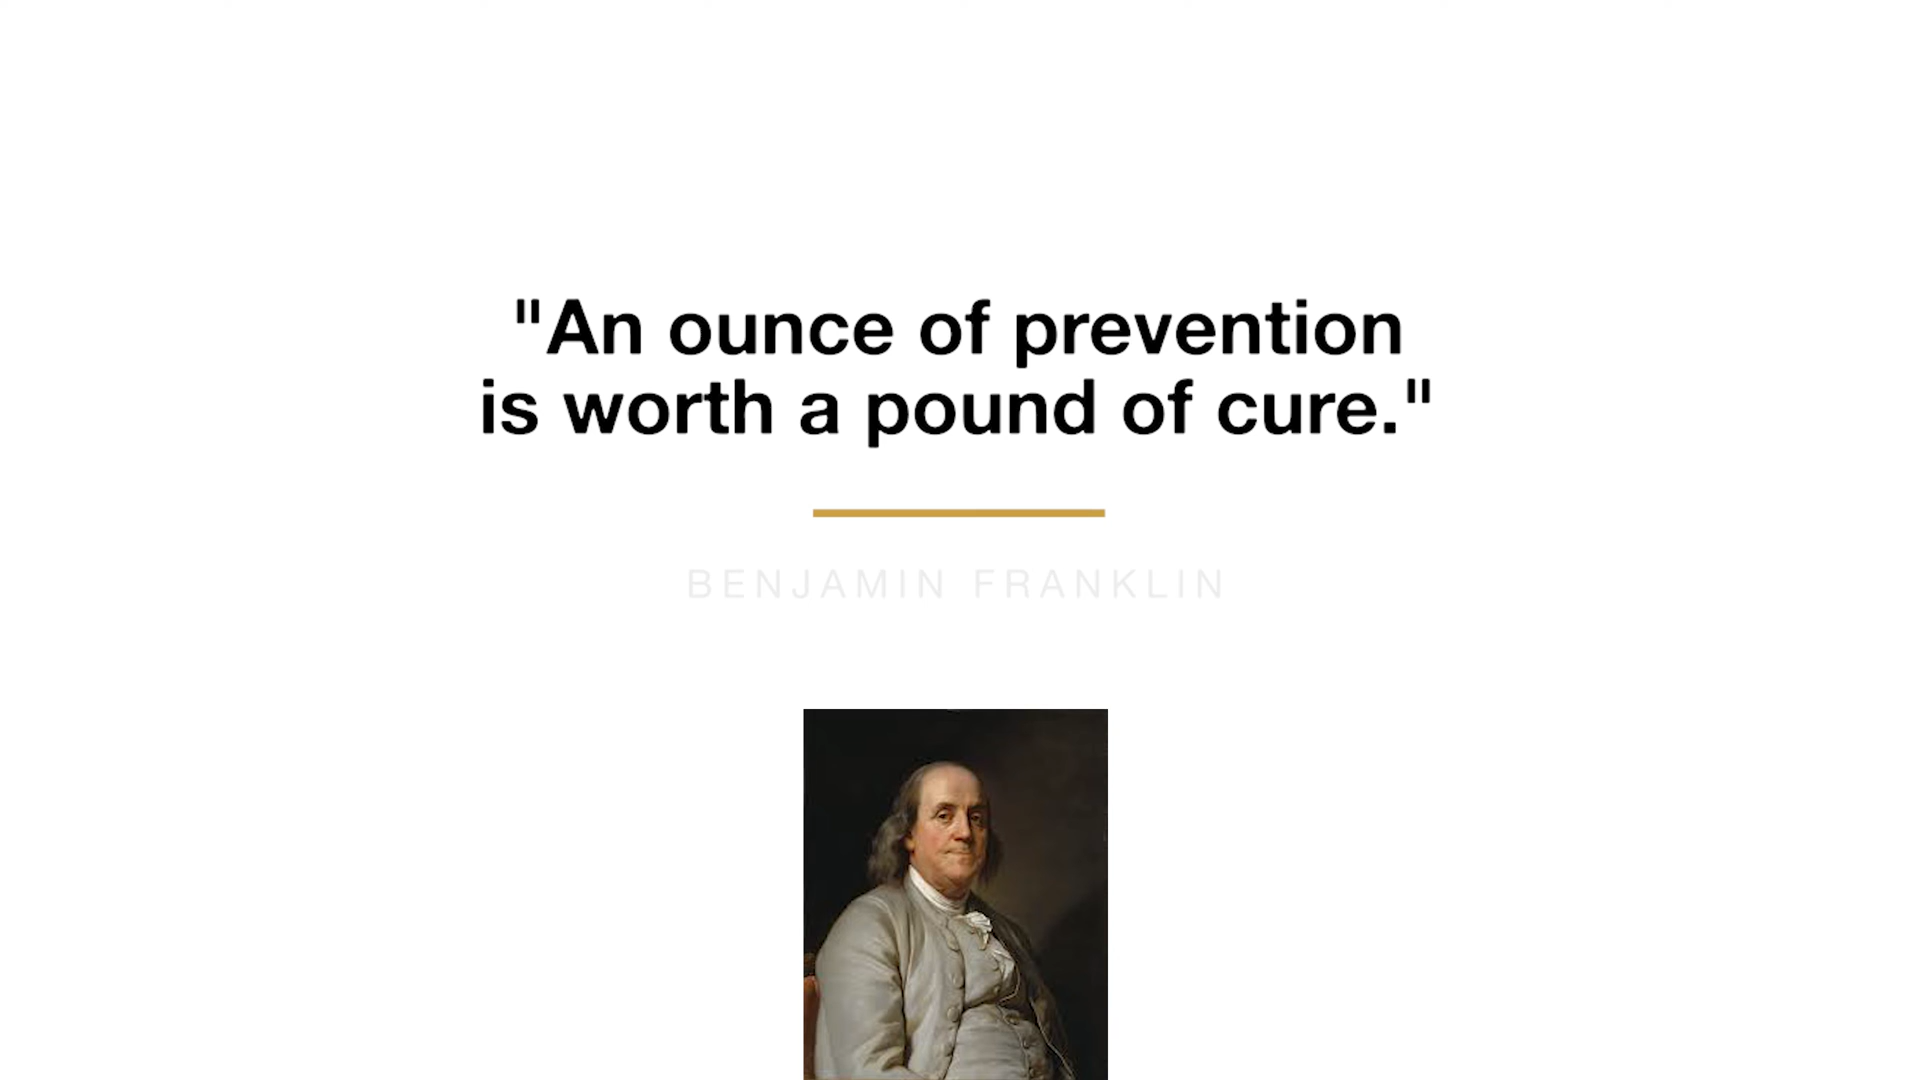 "An ounce of prevention
is worth a pound of cure."
BENJAMIN FRANKLIN